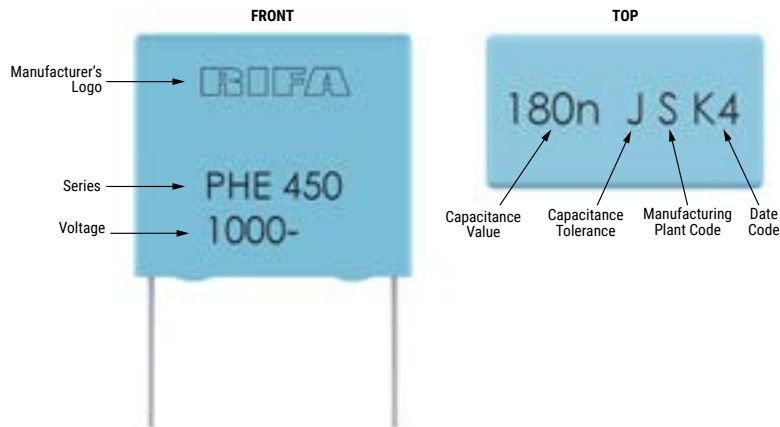 FRONT
TOP
Manufacturer's
Logo
RIFA
Series
PHE 450
Voltage
1000-
180n J S K4
Capacitance
Value
Capacitance
Tolerance
Manufacturing
Plant Code
Date
Code